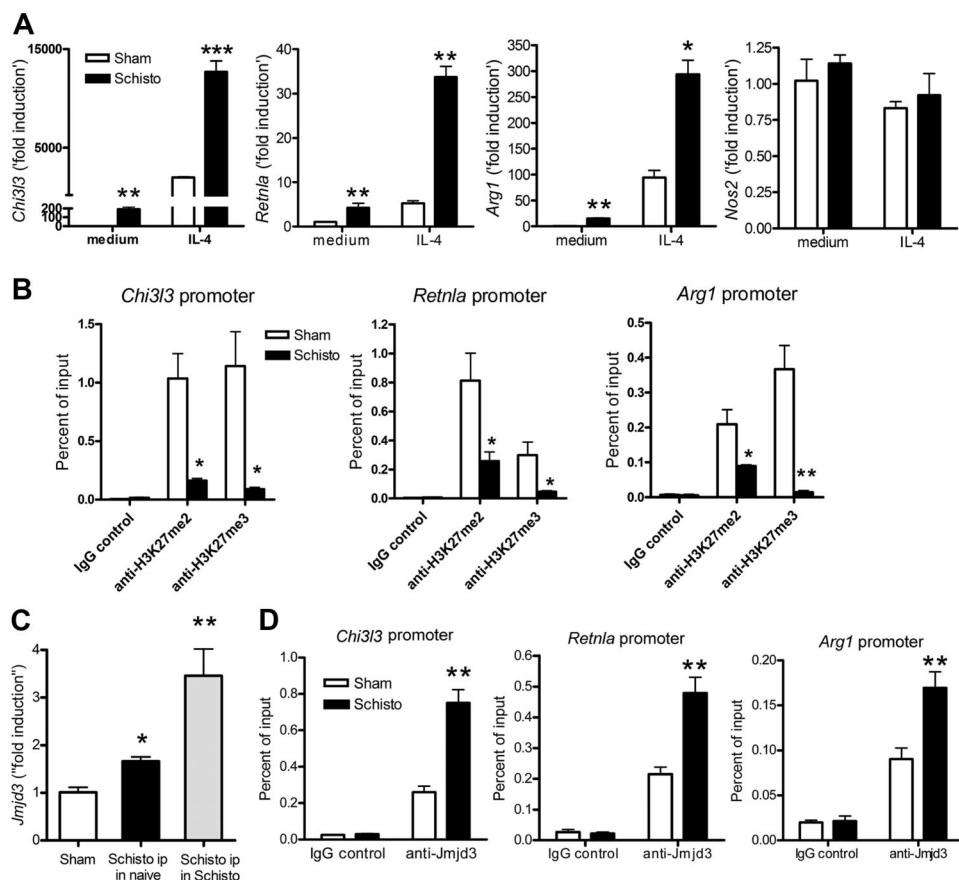 A
Chi3l3 ('fold induction')
15000
5000
200
100
0
Sham
Schisto
**
***
medium
IL-4
Retnla ('fold induction')
40
30
20
10
0
**
**
medium
IL-4
Arg1 ('fold induction')
350
300
250
200
150
100
50
0
**
*
medium
IL-4
Nos2 ('fold induction')
1.25
1.00
0.75
0.50
0.25
0.00
medium
IL-4
B
Chi3l3 promoter
Percent of input
1.5
1.0
0.5
0.0
Sham
Schisto
*
*
IgG control
anti-H3K27me2
anti-H3K27me3
Retnla promoter
Percent of input
1.2
1.0
0.8
0.6
0.4
0.2
0.0
*
*
IgG control
anti-H3K27me2
anti-H3K27me3
Arg1 promoter
Percent of input
0.5
0.4
0.3
0.2
0.1
0.0
*
**
IgG control
anti-H3K27me2
anti-H3K27me3
C
Jmjd3 ("fold induction")
4
3
2
1
0
*
**
Sham
Schisto ip
in naive
Schisto ip
in Schisto
D
Chi3l3 promoter
Percent of input
1.0
0.8
0.6
0.4
0.2
0.0
Sham
Schisto
**
IgG control
anti-Jmjd3
Retnla promoter
Percent of input
0.6
0.5
0.4
0.3
0.2
0.1
0.0
**
IgG control
anti-Jmjd3
Arg1 promoter
Percent of input
0.20
0.15
0.10
0.05
0.00
**
IgG control
anti-Jmjd3